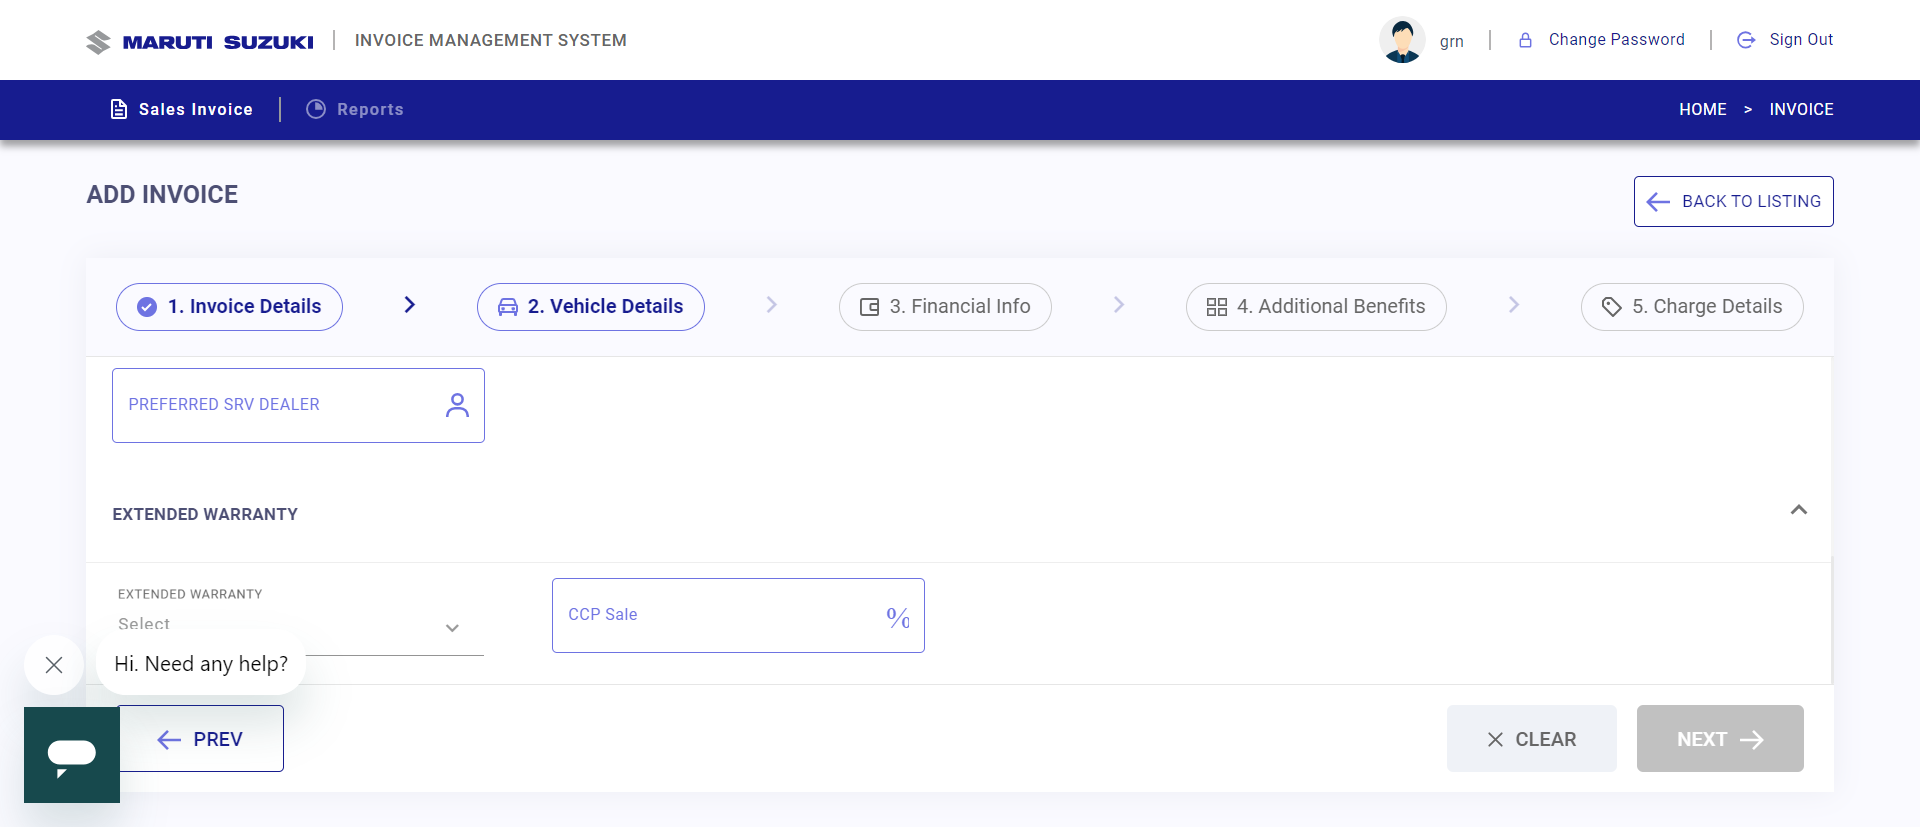 MARUTI SUZUKI
INVOICE MANAGEMENT SYSTEM
grn
Change Password
Sign Out
Sales Invoice
Reports
HOME > INVOICE
ADD INVOICE
BACK TO LISTING
1. Invoice Details
2. Vehicle Details
3. Financial Info
4. Additional Benefits
5. Charge Details
PREFERRED SRV DEALER
EXTENDED WARRANTY
EXTENDED WARRANTY
Select
CCP Sale
%
Hi. Need any help?
PREV
CLEAR
NEXT